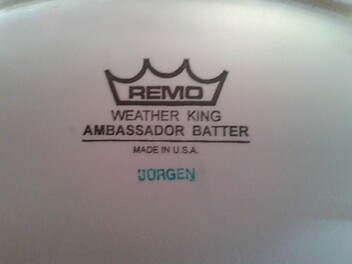 REMO
WEATHER KING
AMBASSADOR BATTER
MADE IN U.S.A.
JORGEN